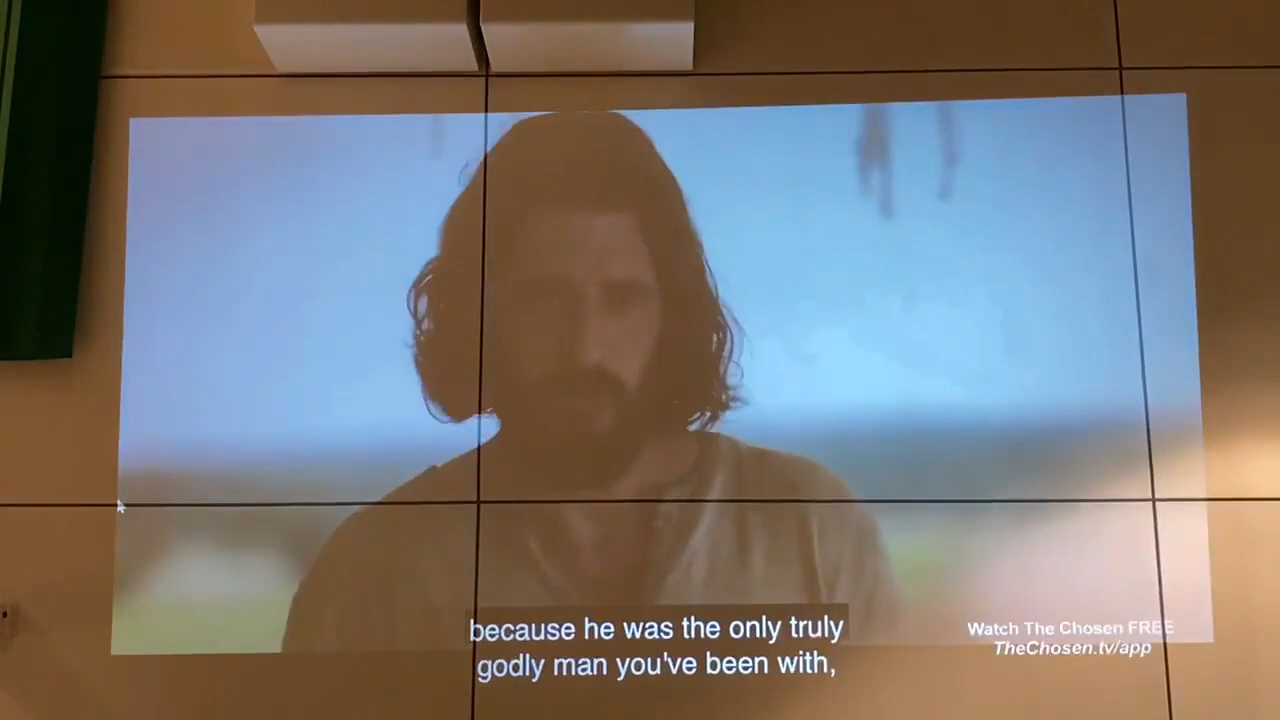 because he was the only truly
godly man you've been with,
Watch The Chosen FREE
TheChosen.tv/app